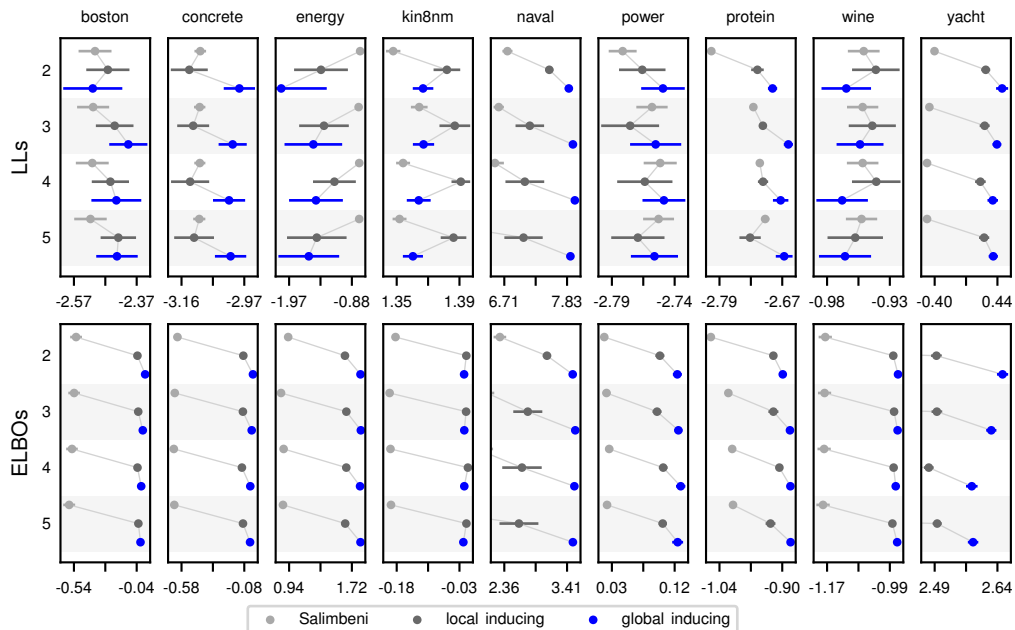 boston concrete energy kin8nm naval power protein wine yacht
LLs
2
3
4
5
-2.57 -2.37 -3.16 -2.97 -1.97 -0.88 1.35 1.39 6.71 7.83 -2.79 -2.74 -2.79 -2.67 -0.98 -0.93 -0.40 0.44
ELBOs
2
3
4
5
-0.54 -0.04 -0.58 -0.08 0.94 1.72 -0.18 -0.03 2.36 3.41 0.03 0.12 -1.04 -0.90 -1.17 -0.99 2.49 2.64
Salimbeni local inducing global inducing